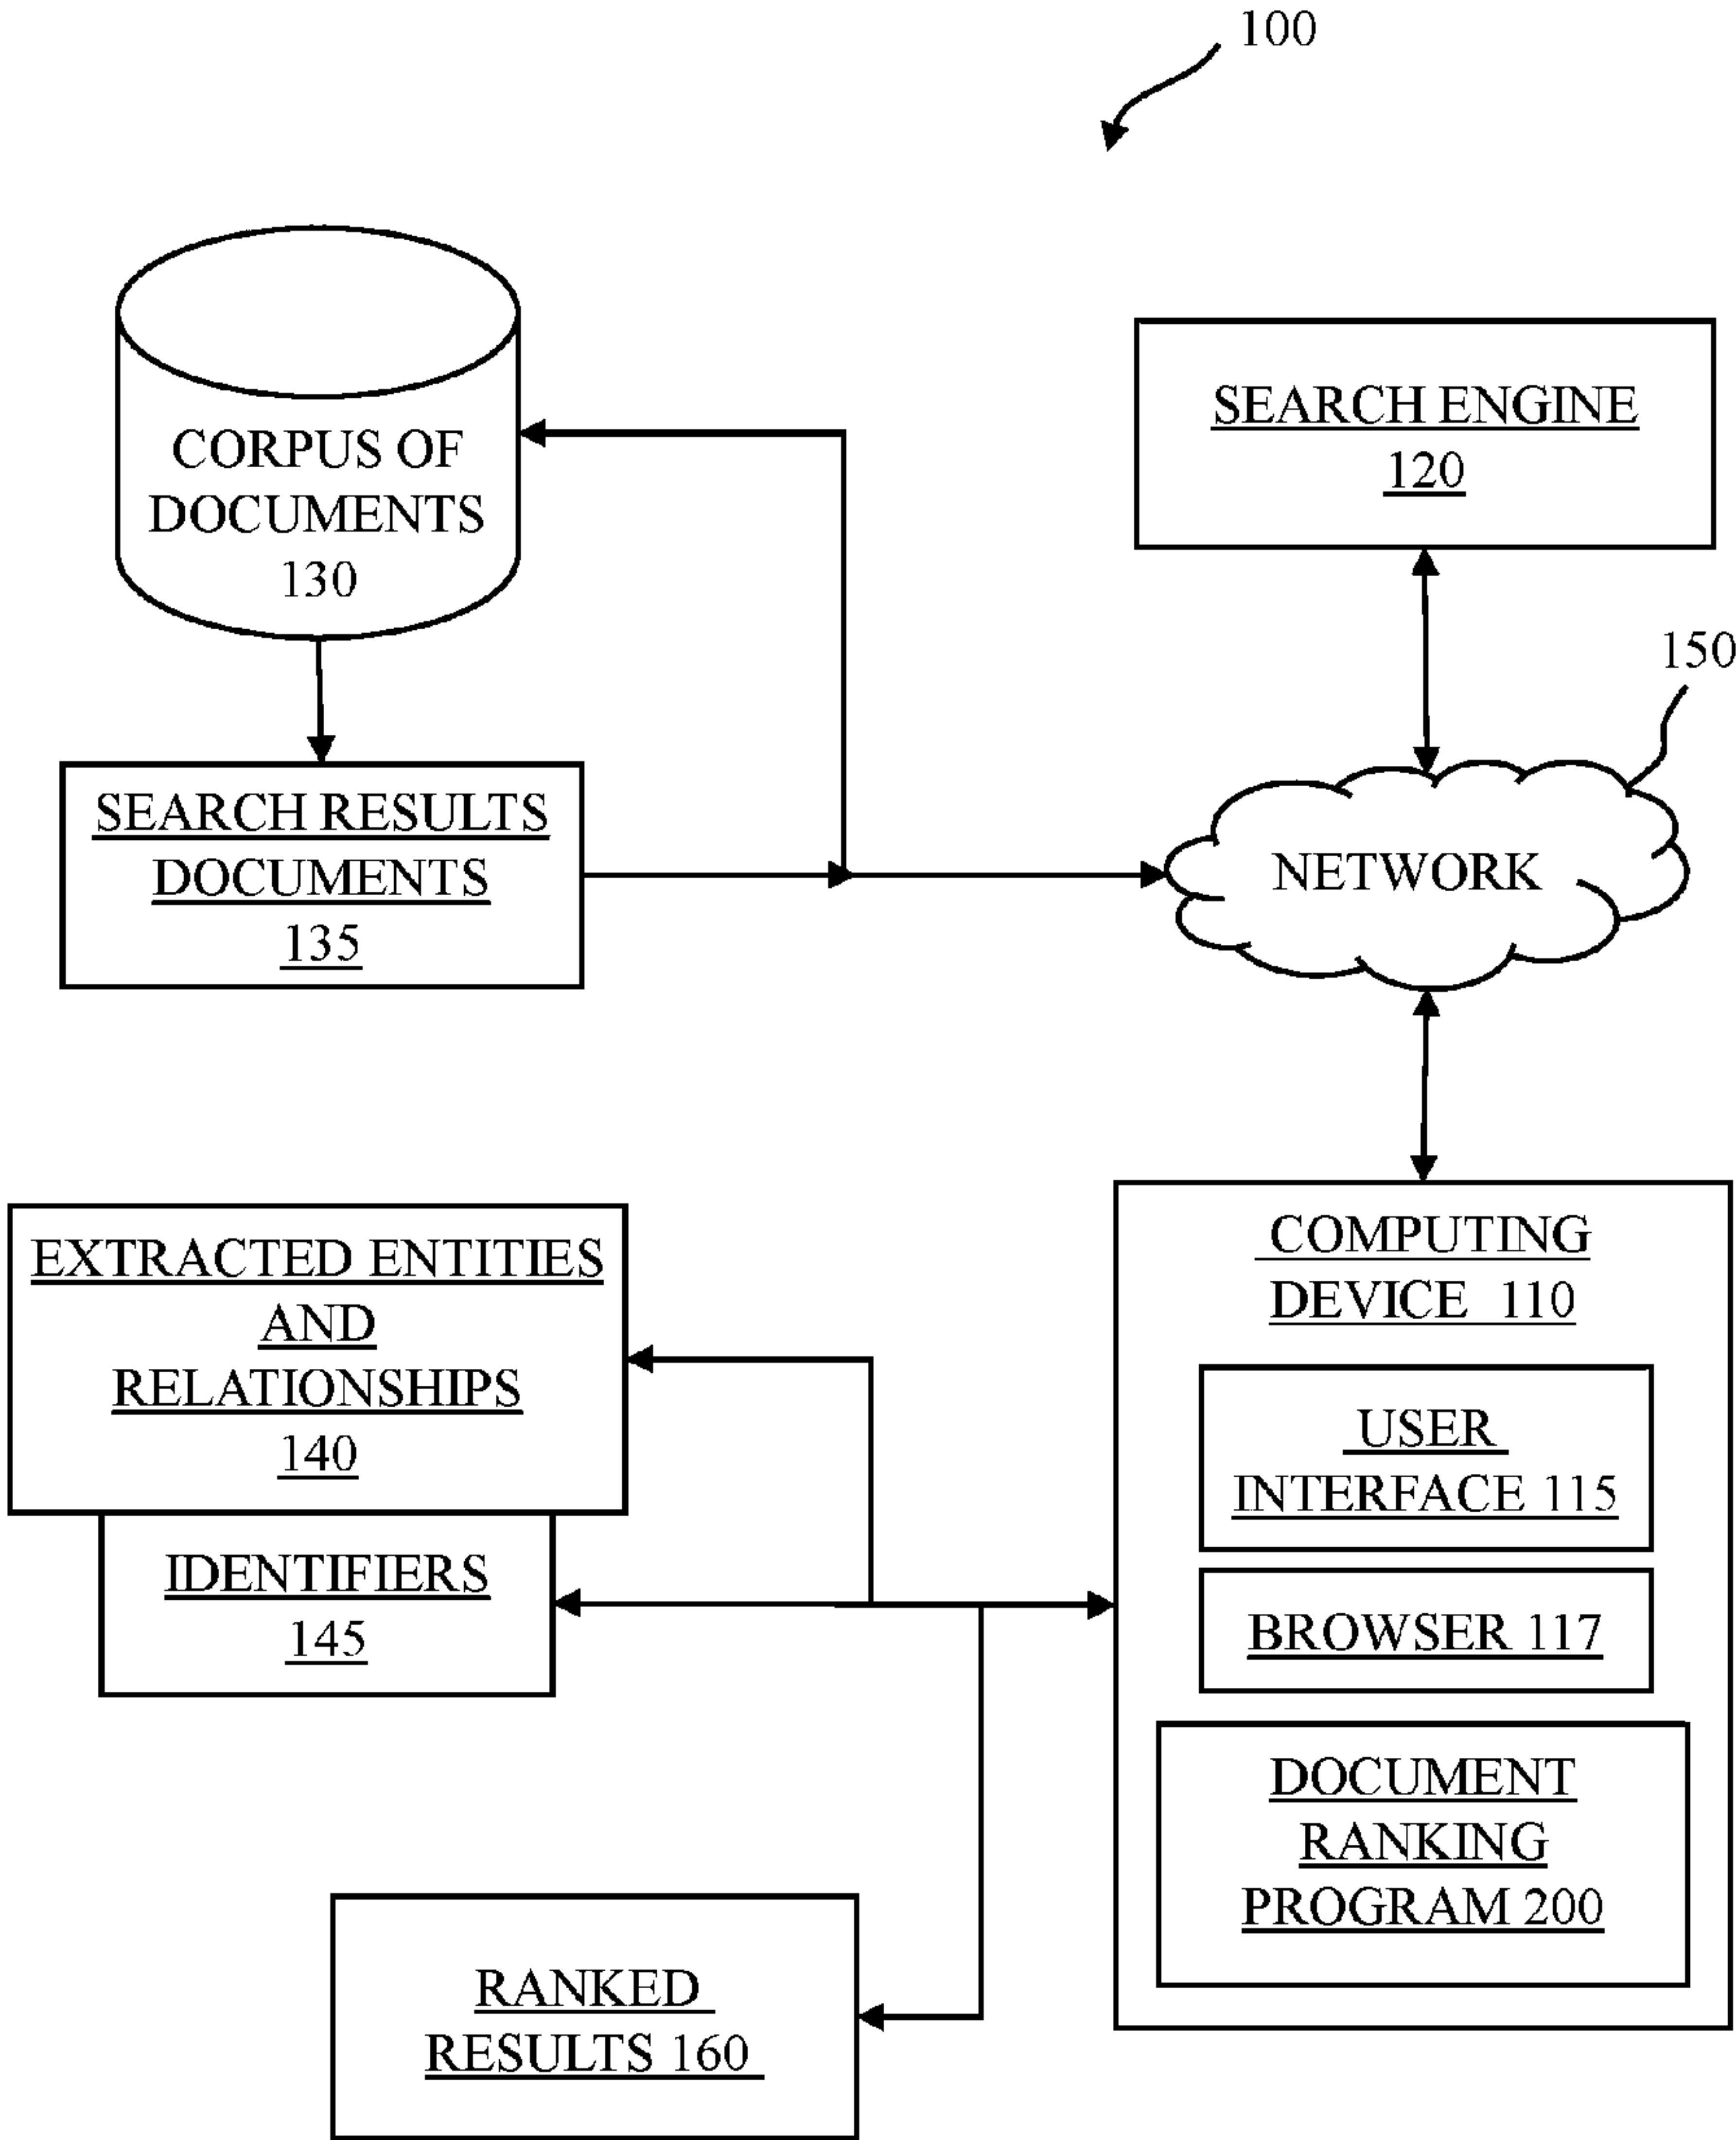 100
CORPUS OF
DOCUMENTS
130
SEARCH ENGINE
120
150
SEARCH RESULTS
DOCUMENTS
135
NETWORK
EXTRACTED ENTITIES
AND
RELATIONSHIPS
140
IDENTIFIERS
145
COMPUTING
DEVICE 110
USER
INTERFACE 115
BROWSER 117
DOCUMENT
RANKING
PROGRAM 200
RANKED
RESULTS 160